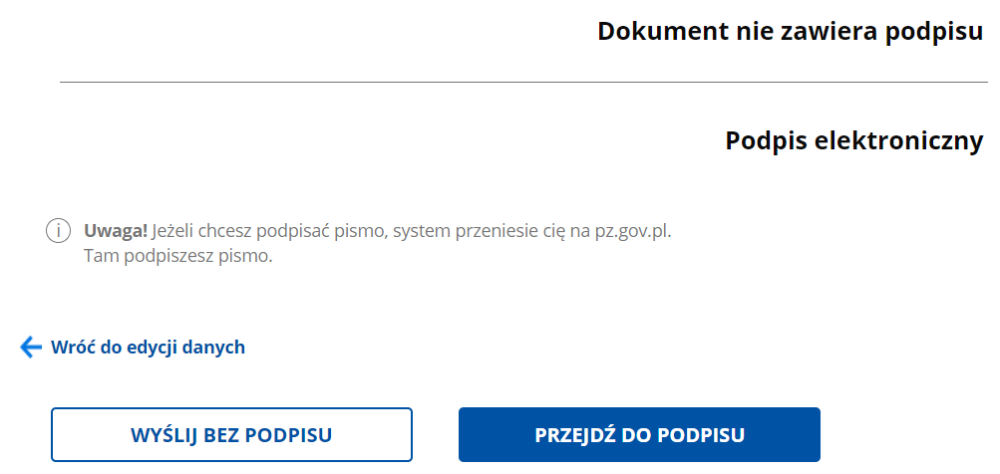 Dokument nie zawiera podpisu
Podpis elektroniczny
Uwaga! Jeżeli chcesz podpisać pismo, system przeniesie cię na pz.gov.pl.
Tam podpiszesz pismo.
Wróć do edycji danych
WYŚLIJ BEZ PODPISU
PRZEJDŹ DO PODPISU